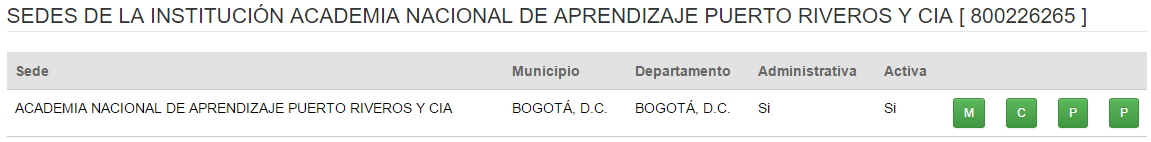 SEDES DE LA INSTITUCIÓN ACADEMIA NACIONAL DE APRENDIZAJE PUERTO RIVEROS Y CIA [ 800226265 ]
Sede Municipio Departamento Administrativa Activa
ACADEMIA NACIONAL DE APRENDIZAJE PUERTO RIVEROS Y CIA BOGOTÁ, D.C. BOGOTÁ, D.C. Si Si M C P P